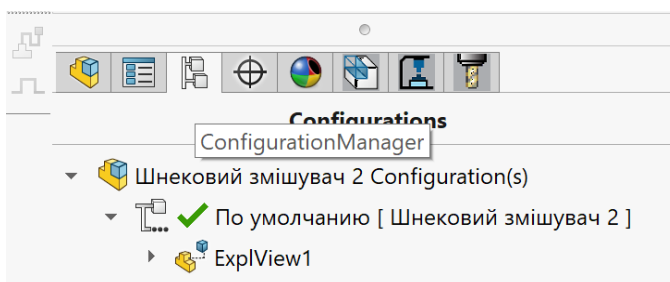 Configurations
ConfigurationManager
Шнековий змішувач 2 Configuration(s)
По умолчанию [ Шнековий змішувач 2 ]
ExplView1